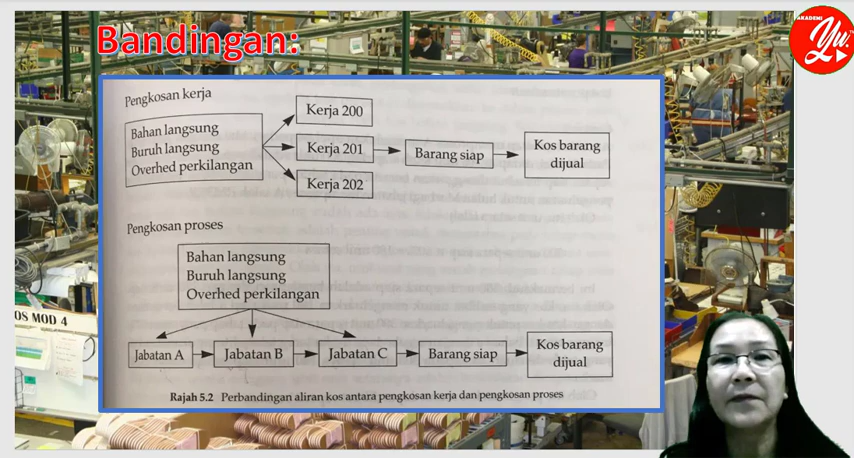 Bandingan:
AKADEMI
Yu.
Pengkosan kerja
Bahan langsung
Buruh langsung
Overhed perkilangan
Kerja 200
Kerja 201
Kerja 202
Barang siap
Kos barang
dijual
Pengkosan proses
Bahan langsung
Buruh langsung
Overhed perkilangan
Jabatan A
Jabatan B
Jabatan C
Barang siap
Kos barang
dijual
Rajah 5.2 Perbandingan aliran kos antara pengkosan kerja dan pengkosan proses
OS MOD 4